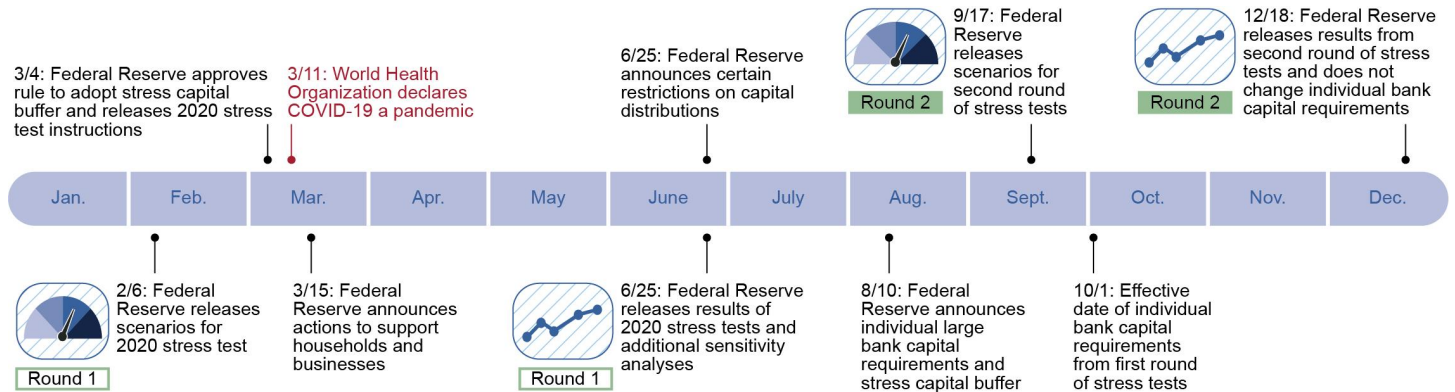 3/4: Federal Reserve approves
rule to adopt stress capital
buffer and releases 2020 stress
test instructions
3/11: World Health
Organization declares
COVID-19 a pandemic
6/25: Federal Reserve
announces certain
restrictions on capital
distributions
Round 2
9/17: Federal
Reserve
releases
scenarios for
second round
of stress tests
Round 2
12/18: Federal Reserve
releases results from
second round of stress
tests and does not
change individual bank
capital requirements
Jan.
Feb.
Mar.
Apr.
May
June
July
Aug.
Sept.
Oct.
Nov.
Dec.
Round 1
2/6: Federal
Reserve releases
scenarios for
2020 stress test
3/15: Federal
Reserve announces
actions to support
households and
businesses
Round 1
6/25: Federal Reserve
releases results of
2020 stress tests and
additional sensitivity
analyses
8/10: Federal
Reserve announces
individual large
bank capital
requirements and
stress capital buffer
10/1: Effective
date of individual
bank capital
requirements
from first round
of stress tests